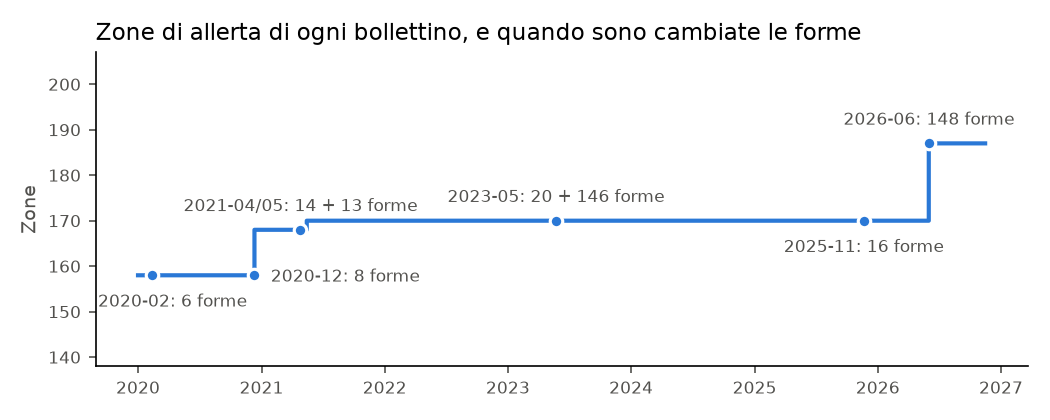 Zone di allerta di ogni bollettino, e quando sono cambiate le forme
Zone
200
190
180
170
160
150
140
2026-06: 148 forme
2023-05: 20 + 146 forme
2021-04/05: 14 + 13 forme
2025-11: 16 forme
2020-12: 8 forme
2020-02: 6 forme
2020 2021 2022 2023 2024 2025 2026 2027